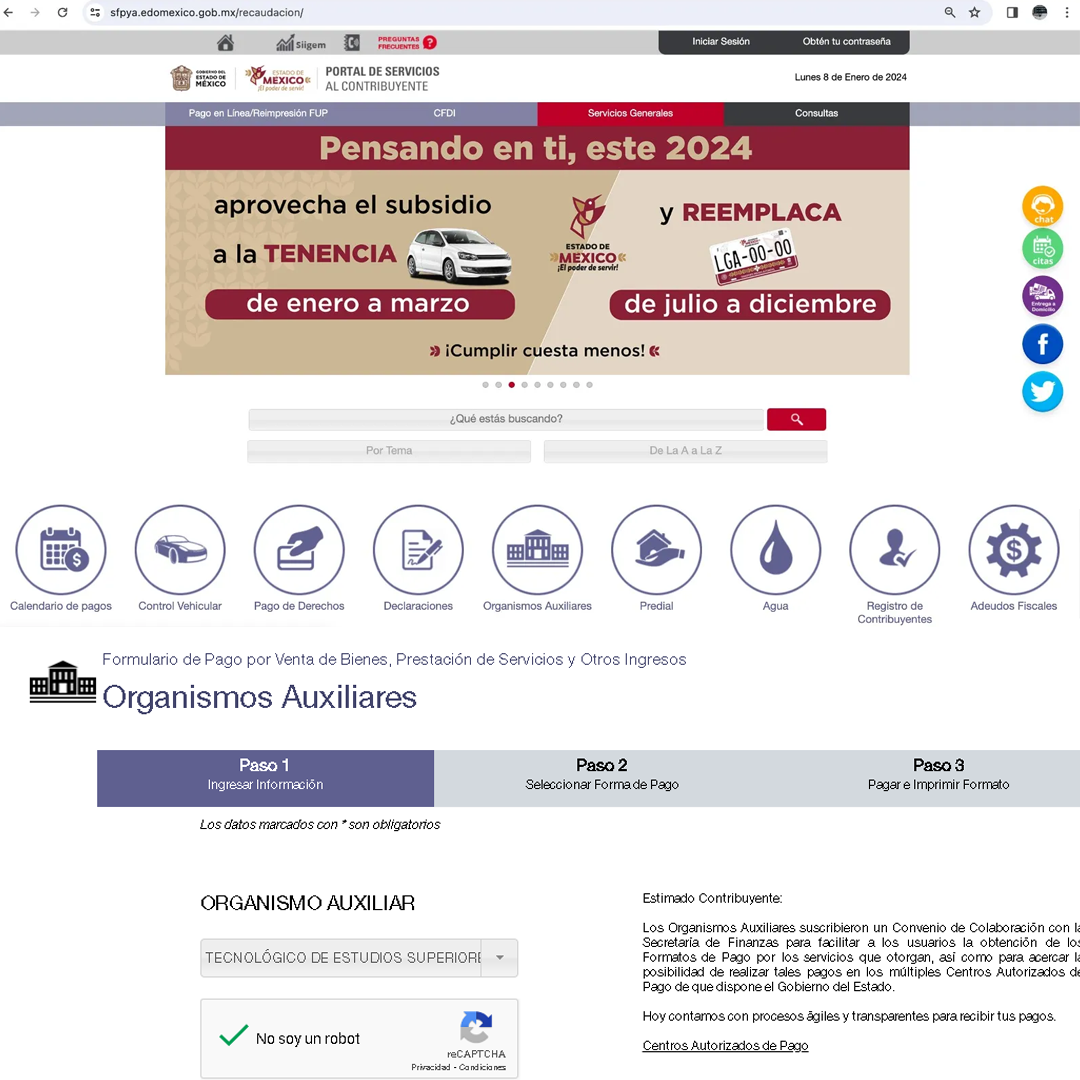 sfpya.edomexico.gob.mx/recaudacion/
Siigem
PREGUNTAS
FRECUENTES ?
Iniciar Sesión
Obtén tu contraseña
GOBIERNO DEL
ESTADO DE
MÉXICO
ESTADO DE
MÉXICO
¡El poder de servir!
PORTAL DE SERVICIOS
AL CONTRIBUYENTE
Lunes 8 de Enero de 2024
Pago en Línea/Reimpresión FUP
CFDI
Servicios Generales
Consultas
Pensando en ti, este 2024
aprovecha el subsidio
a la TENENCIA
de enero a marzo
ESTADO DE
MÉXICO
¡El poder de servir!
y REEMPLACA
LGA-00-00
de julio a diciembre
¡Cumplir cuesta menos!
chat
citas
Entrega a
Domicilio
¿Qué estás buscando?
Por Tema
De La A a La Z
Calendario de pagos
Control Vehicular
Pago de Derechos
Declaraciones
Organismos Auxiliares
Predial
Agua
Registro de
Contribuyentes
Adeudos Fiscales
Formulario de Pago por Venta de Bienes, Prestación de Servicios y Otros Ingresos
Organismos Auxiliares
Paso 1
Ingresar Información
Paso 2
Seleccionar Forma de Pago
Paso 3
Pagar e Imprimir Formato
Los datos marcados con * son obligatorios
ORGANISMO AUXILIAR
TECNOLÓGICO DE ESTUDIOS SUPERIORE
No soy un robot
reCAPTCHA
Privacidad - Condiciones
Estimado Contribuyente:
Los Organismos Auxiliares suscribieron un Convenio de Colaboración con la
Secretaría de Finanzas para facilitar a los usuarios la obtención de los
Formatos de Pago por los servicios que otorgan, así como para acercar la
posibilidad de realizar tales pagos en los múltiples Centros Autorizados de
Pago de que dispone el Gobierno del Estado.
Hoy contamos con procesos ágiles y transparentes para recibir tus pagos.
Centros Autorizados de Pago